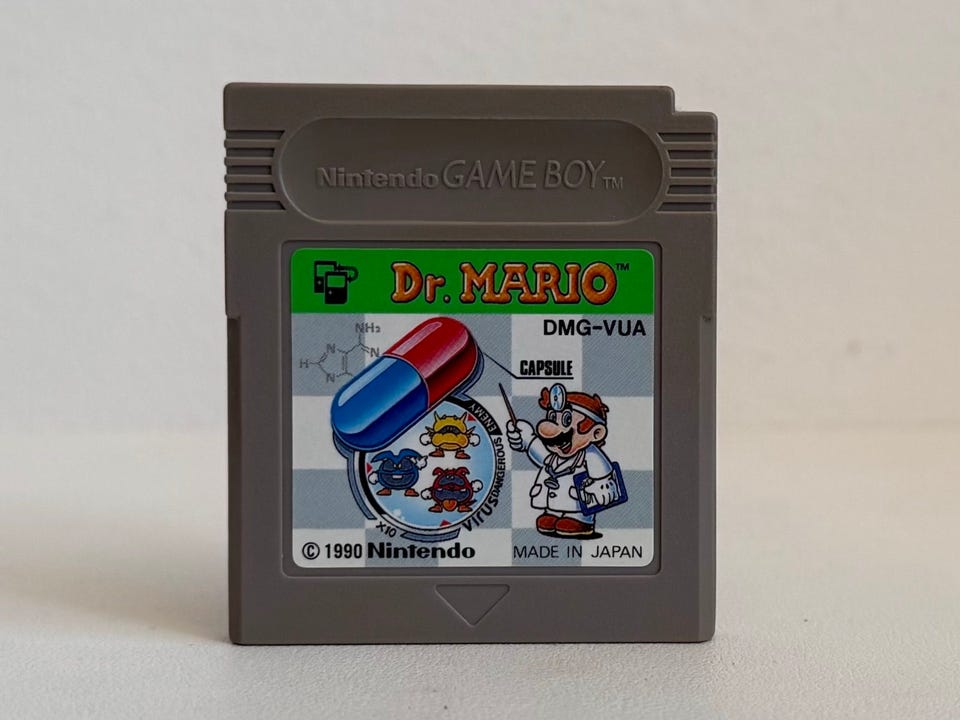 Nintendo GAME BOY™
Dr. MARIO™
DMG-VUA
NH₂
N
N
H
N
CAPSULE
VIRUS DANGEROUS ENEMY
X10
© 1990 Nintendo
MADE IN JAPAN